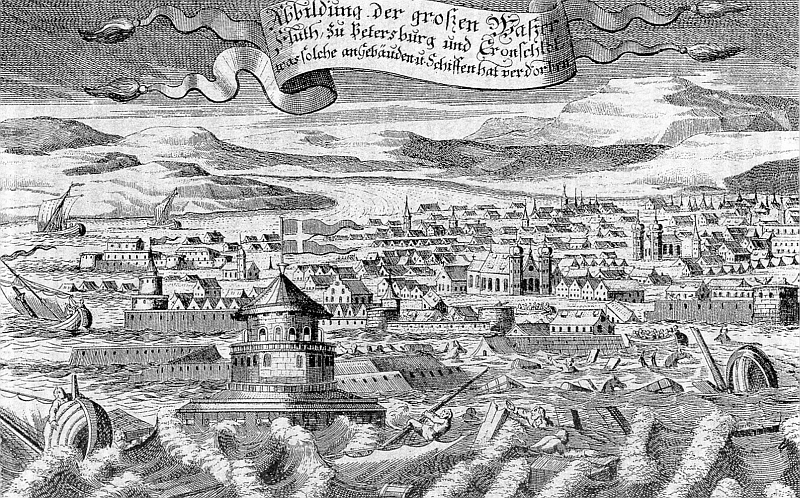 Abbildung der großen Waßer
Fluth zu Petersburg und Cronschlot
was solche an Gebäuden u: Schiffen hat verdorben